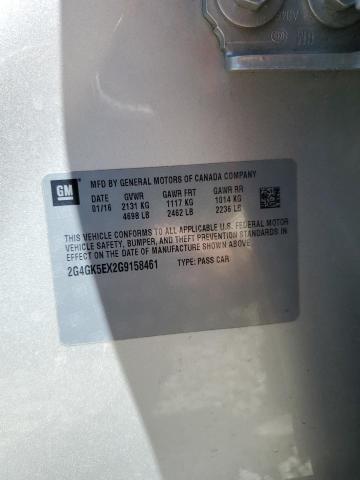 GM
MFD BY GENERAL MOTORS OF CANADA COMPANY
DATE GVWR GAWR FRT GAWR RR
01/16 2131 KG 1117 KG 1014 KG
4698 LB 2462 LB 2236 LB
THIS VEHICLE CONFORMS TO ALL APPLICABLE U.S. FEDERAL MOTOR
VEHICLE SAFETY, BUMPER, AND THEFT PREVENTION STANDARDS IN
EFFECT ON THE DATE OF MANUFACTURE SHOWN ABOVE.
2G4GK5EX2G9158461 TYPE: PASS CAR